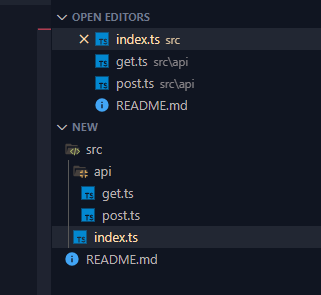 OPEN EDITORS
TS index.ts src
TS get.ts src\api
TS post.ts src\api
README.md
NEW
src
api
TS get.ts
TS post.ts
TS index.ts
README.md